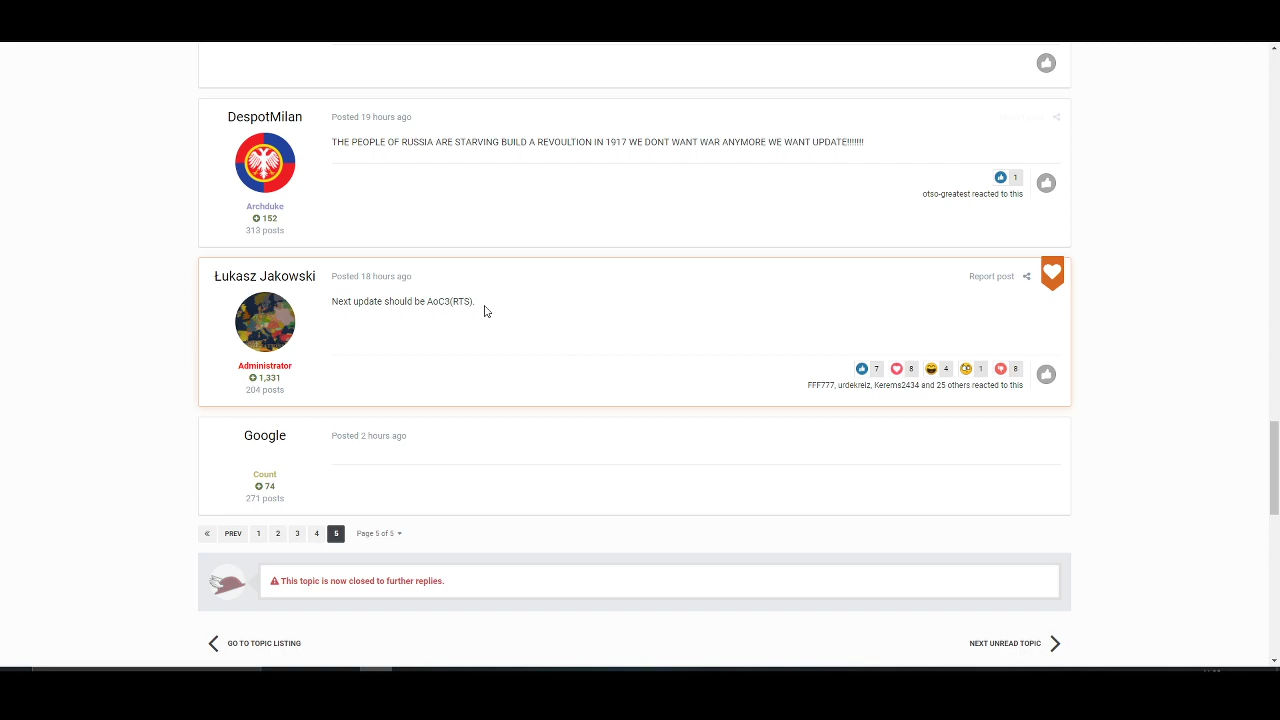 DespotMilan
Posted 19 hours ago
THE PEOPLE OF RUSSIA ARE STARVING BUILD A REVOULTION IN 1917 WE DONT WANT WAR ANYMORE WE WANT UPDATE!!!!!!!
Archduke
152
313 posts
1
otso-greatest reacted to this
Łukasz Jakowski
Posted 18 hours ago
Report post
Next update should be AoC3(RTS).
Administrator
1,331
204 posts
7 8 4 1 8
FFF777, urdekreiz, Kerems2434 and 25 others reacted to this
Google
Posted 2 hours ago
Count
74
271 posts
« PREV 1 2 3 4 5 Page 5 of 5
This topic is now closed to further replies.
GO TO TOPIC LISTING
NEXT UNREAD TOPIC